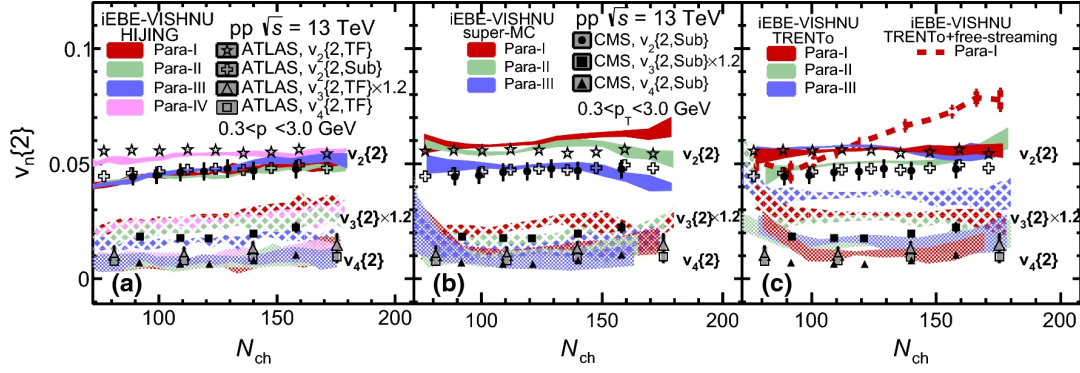 iEBE-VISHNU
HIJING
Para-I
Para-II
Para-III
Para-IV
pp √s = 13 TeV
ATLAS, v₂{2,TF}
ATLAS, v₂{2,Sub}
ATLAS, v₃{2,TF}×1.2
ATLAS, v₄{2,TF}
0.3<p <3.0 GeV
v₂{2}
v₃{2}×1.2
v₄{2}
(a)
iEBE-VISHNU
super-MC
Para-I
Para-II
Para-III
pp √s = 13 TeV
CMS, v₂{2,Sub}
CMS, v₃{2,Sub}×1.2
CMS, v₄{2,Sub}
0.3<p_T<3.0 GeV
v₂{2}
v₃{2}×1.2
v₄{2}
(b)
iEBE-VISHNU
TRENTo
Para-I
Para-II
Para-III
iEBE-VISHNU
TRENTo+free-streaming
Para-I
v₂{2}
v₃{2}×1.2
v₄{2}
(c)
vₙ{2}
0.1
0.05
0
100 150 200
100 150 200
100 150 200
N_ch
N_ch
N_ch